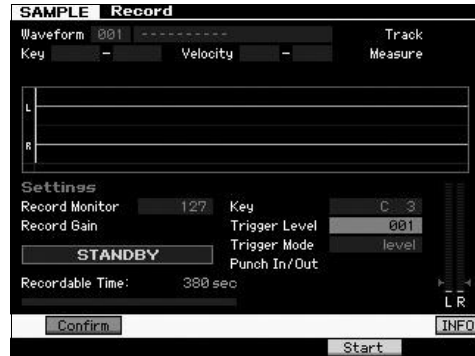 SAMPLE Record
Waveform 001 ---------- Track
Key - Velocity - Measure
L
R
Settings
Record Monitor 127 Key C 3
Record Gain Trigger Level 001
STANDBY Trigger Mode level
Punch In/Out
Recordable Time: 380 sec
L R
Confirm INFO
Start